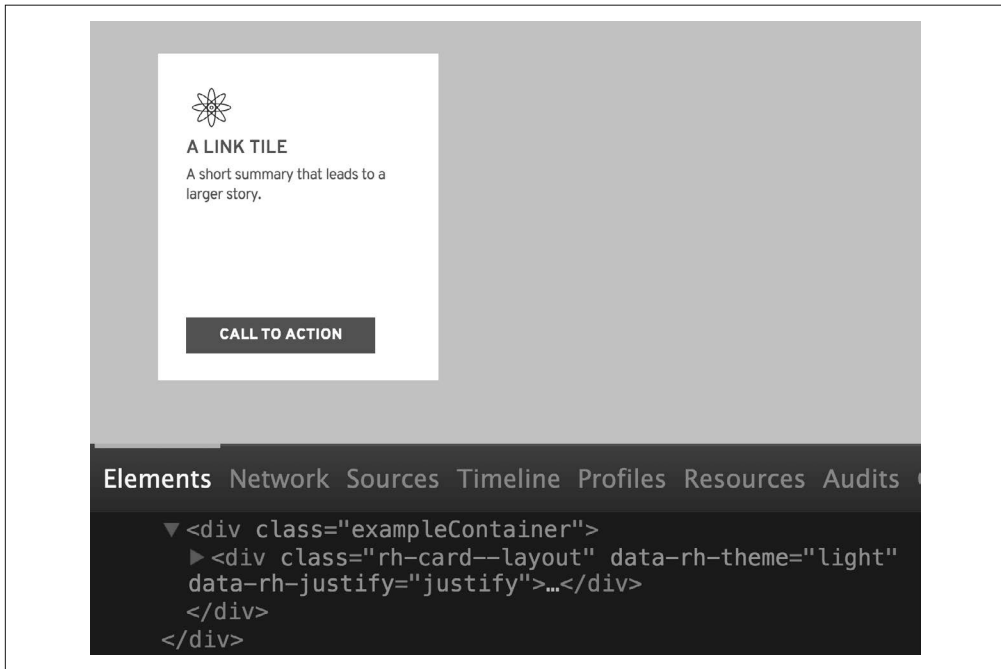 A LINK TILE
A short summary that leads to a
larger story.
CALL TO ACTION
Elements Network Sources Timeline Profiles Resources Audits
▼<div class="exampleContainer">
▶<div class="rh-card--layout" data-rh-theme="light"
data-rh-justify="justify">…</div>
</div>
</div>